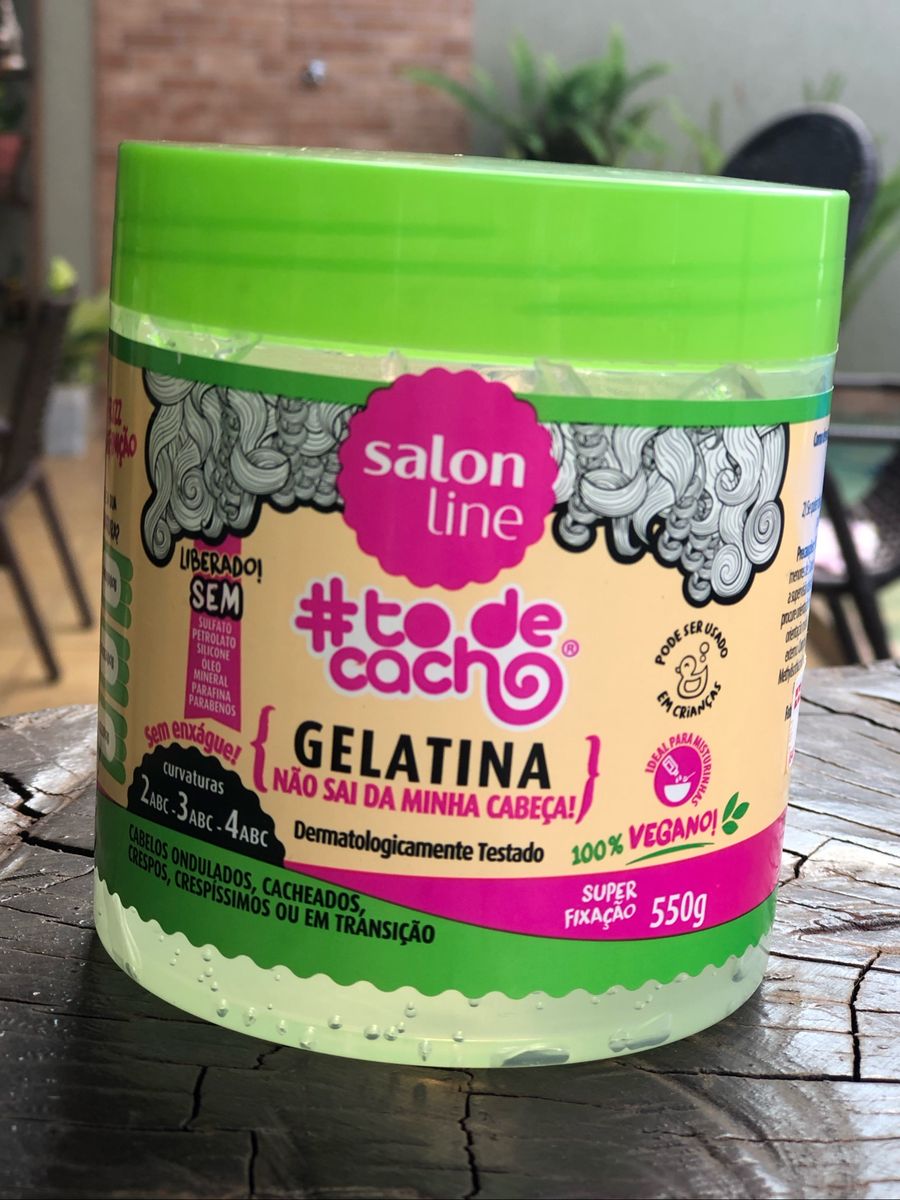 salon
line
LIBERADO!
SEM
SULFATO
PETROLATO
SILICONE
ÓLEO
MINERAL
PARAFINA
PARABENOS
#to de
cacho®
PODE SER USADO
EM CRIANÇAS
Sem enxágue!
GELATINA
{NÃO SAI DA MINHA CABEÇA!}
IDEAL PARA MISTURINHAS
curvaturas
2ABC - 3ABC - 4ABC
Dermatologicamente Testado
100% VEGANO!
CABELOS ONDULADOS, CACHEADOS,
CRESPOS, CRESPÍSSIMOS OU EM TRANSIÇÃO
SUPER
FIXAÇÃO 550g